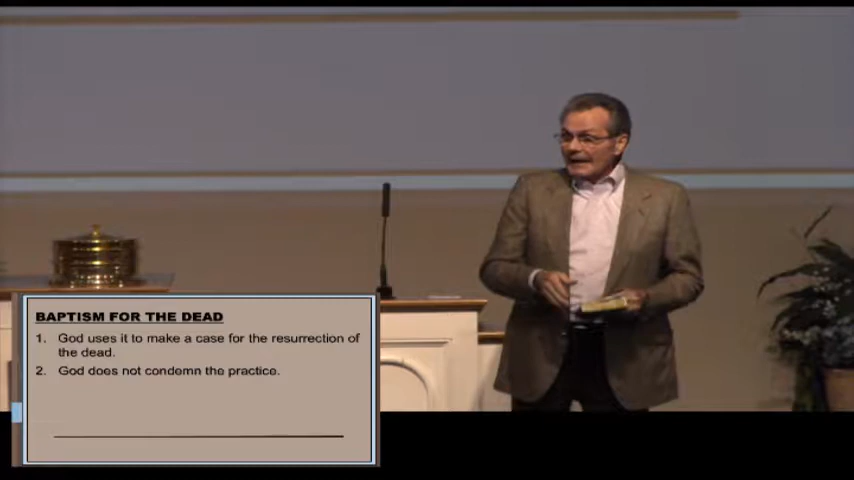 BAPTISM FOR THE DEAD
1. God uses it to make a case for the resurrection of
the dead.
2. God does not condemn the practice.